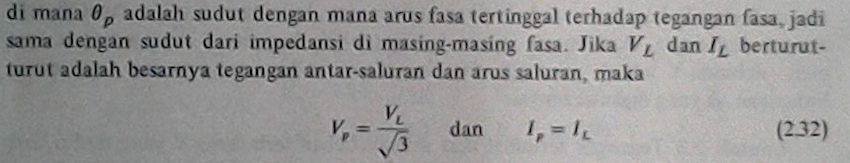 di mana θp adalah sudut dengan mana arus fasa tertinggal terhadap tegangan fasa, jadi
sama dengan sudut dari impedansi di masing-masing fasa. Jika VL dan IL berturut-
turut adalah besarnya tegangan antar-saluran dan arus saluran, maka
Vp = VL/√3 dan Ip = IL (2.32)